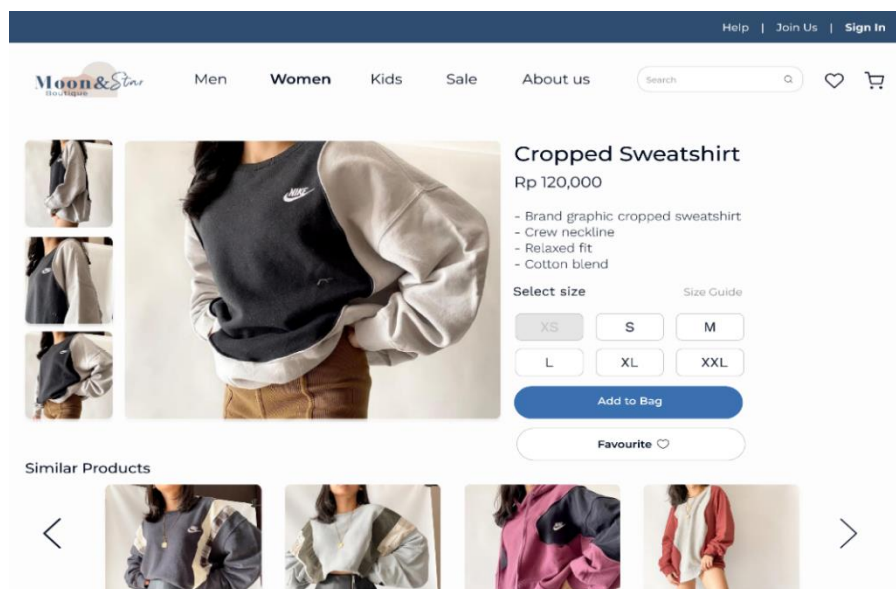 Help | Join Us | Sign In
Moon&Star
Boutique
Men Women Kids Sale About us Search
Cropped Sweatshirt
Rp 120,000
- Brand graphic cropped sweatshirt
- Crew neckline
- Relaxed fit
- Cotton blend
Select size Size Guide
XS S M
L XL XXL
Add to Bag
Favourite
NIKE
Similar Products